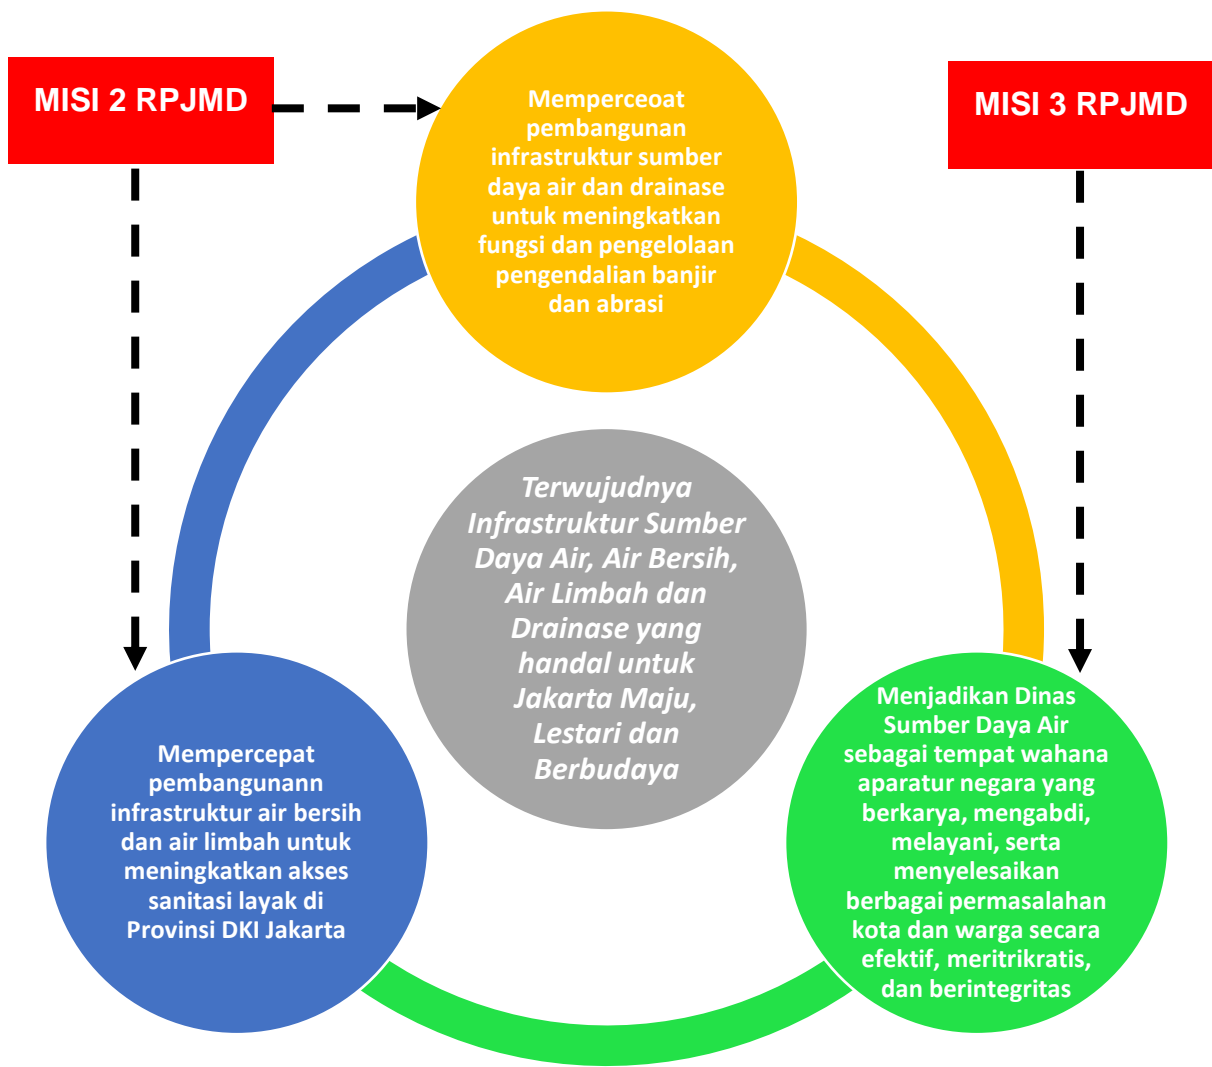 MISI 2 RPJMD
Memperceoat
pembangunan
infrastruktur sumber
daya air dan drainase
untuk meningkatkan
fungsi dan pengelolaan
pengendalian banjir
dan abrasi
MISI 3 RPJMD
Terwujudnya
Infrastruktur Sumber
Daya Air, Air Bersih,
Air Limbah dan
Drainase yang
handal untuk
Jakarta Maju,
Lestari dan
Berbudaya
Mempercepat
pembangunann
infrastruktur air bersih
dan air limbah untuk
meningkatkan akses
sanitasi layak di
Provinsi DKI Jakarta
Menjadikan Dinas
Sumber Daya Air
sebagai tempat wahana
aparatur negara yang
berkarya, mengabdi,
melayani, serta
menyelesaikan
berbagai permasalahan
kota dan warga secara
efektif, meritrikratis,
dan berintegritas